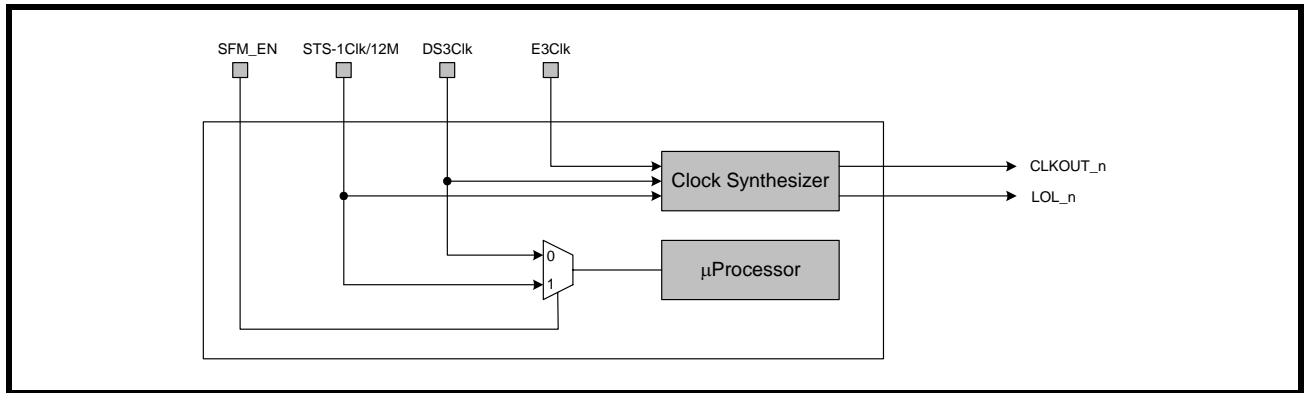 SFM_EN STS-1Clk/12M DS3Clk E3Clk
Clock Synthesizer
CLKOUT_n
LOL_n
0
1
μProcessor